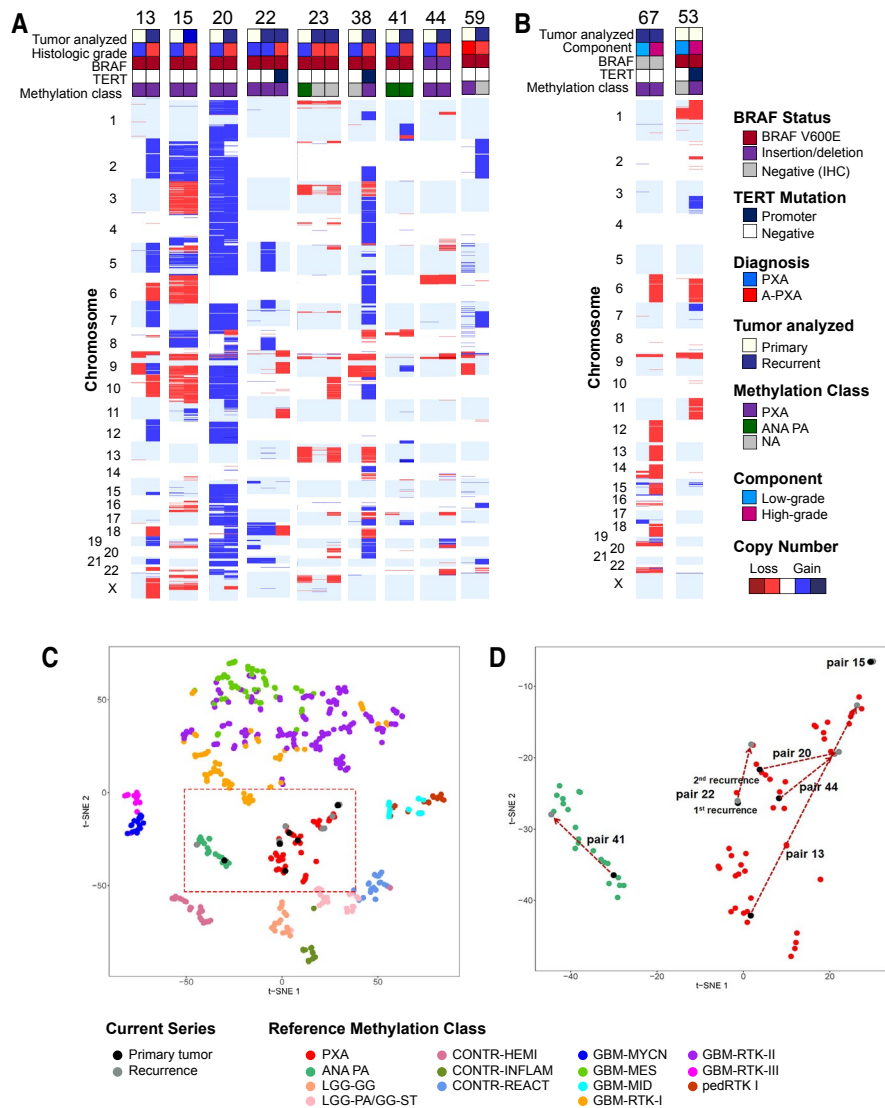 A
13 15 20 22 23 38 41 44 59
Tumor analyzed
Histologic grade
BRAF
TERT
Methylation class
Chromosome
1
2
3
4
5
6
7
8
9
10
11
12
13
14
15
16
17
18
19
20
21
22
X
B
67 53
Tumor analyzed
Component
BRAF
TERT
Methylation class
Chromosome
1
2
3
4
5
6
7
8
9
10
11
12
13
14
15
16
17
18
19
20
21
22
X
BRAF Status
BRAF V600E
Insertion/deletion
Negative (IHC)
TERT Mutation
Promoter
Negative
Diagnosis
PXA
A-PXA
Tumor analyzed
Primary
Recurrent
Methylation Class
PXA
ANA PA
NA
Component
Low-grade
High-grade
Copy Number
Loss Gain
C
t-SNE 2
50
0
-50
-50 0 50
t-SNE 1
D
t-SNE 2
-10
-20
-30
-40
-50
pair 15
pair 20
2nd recurrence
pair 22
1st recurrence
pair 44
pair 41
pair 13
-40 -20 0 20
t-SNE 1
Current Series
Primary tumor
Recurrence
Reference Methylation Class
PXA
ANA PA
LGG-GG
LGG-PA/GG-ST
CONTR-HEMI
CONTR-INFLAM
CONTR-REACT
GBM-MYCN
GBM-MES
GBM-MID
GBM-RTK-I
GBM-RTK-II
GBM-RTK-III
pedRTK I